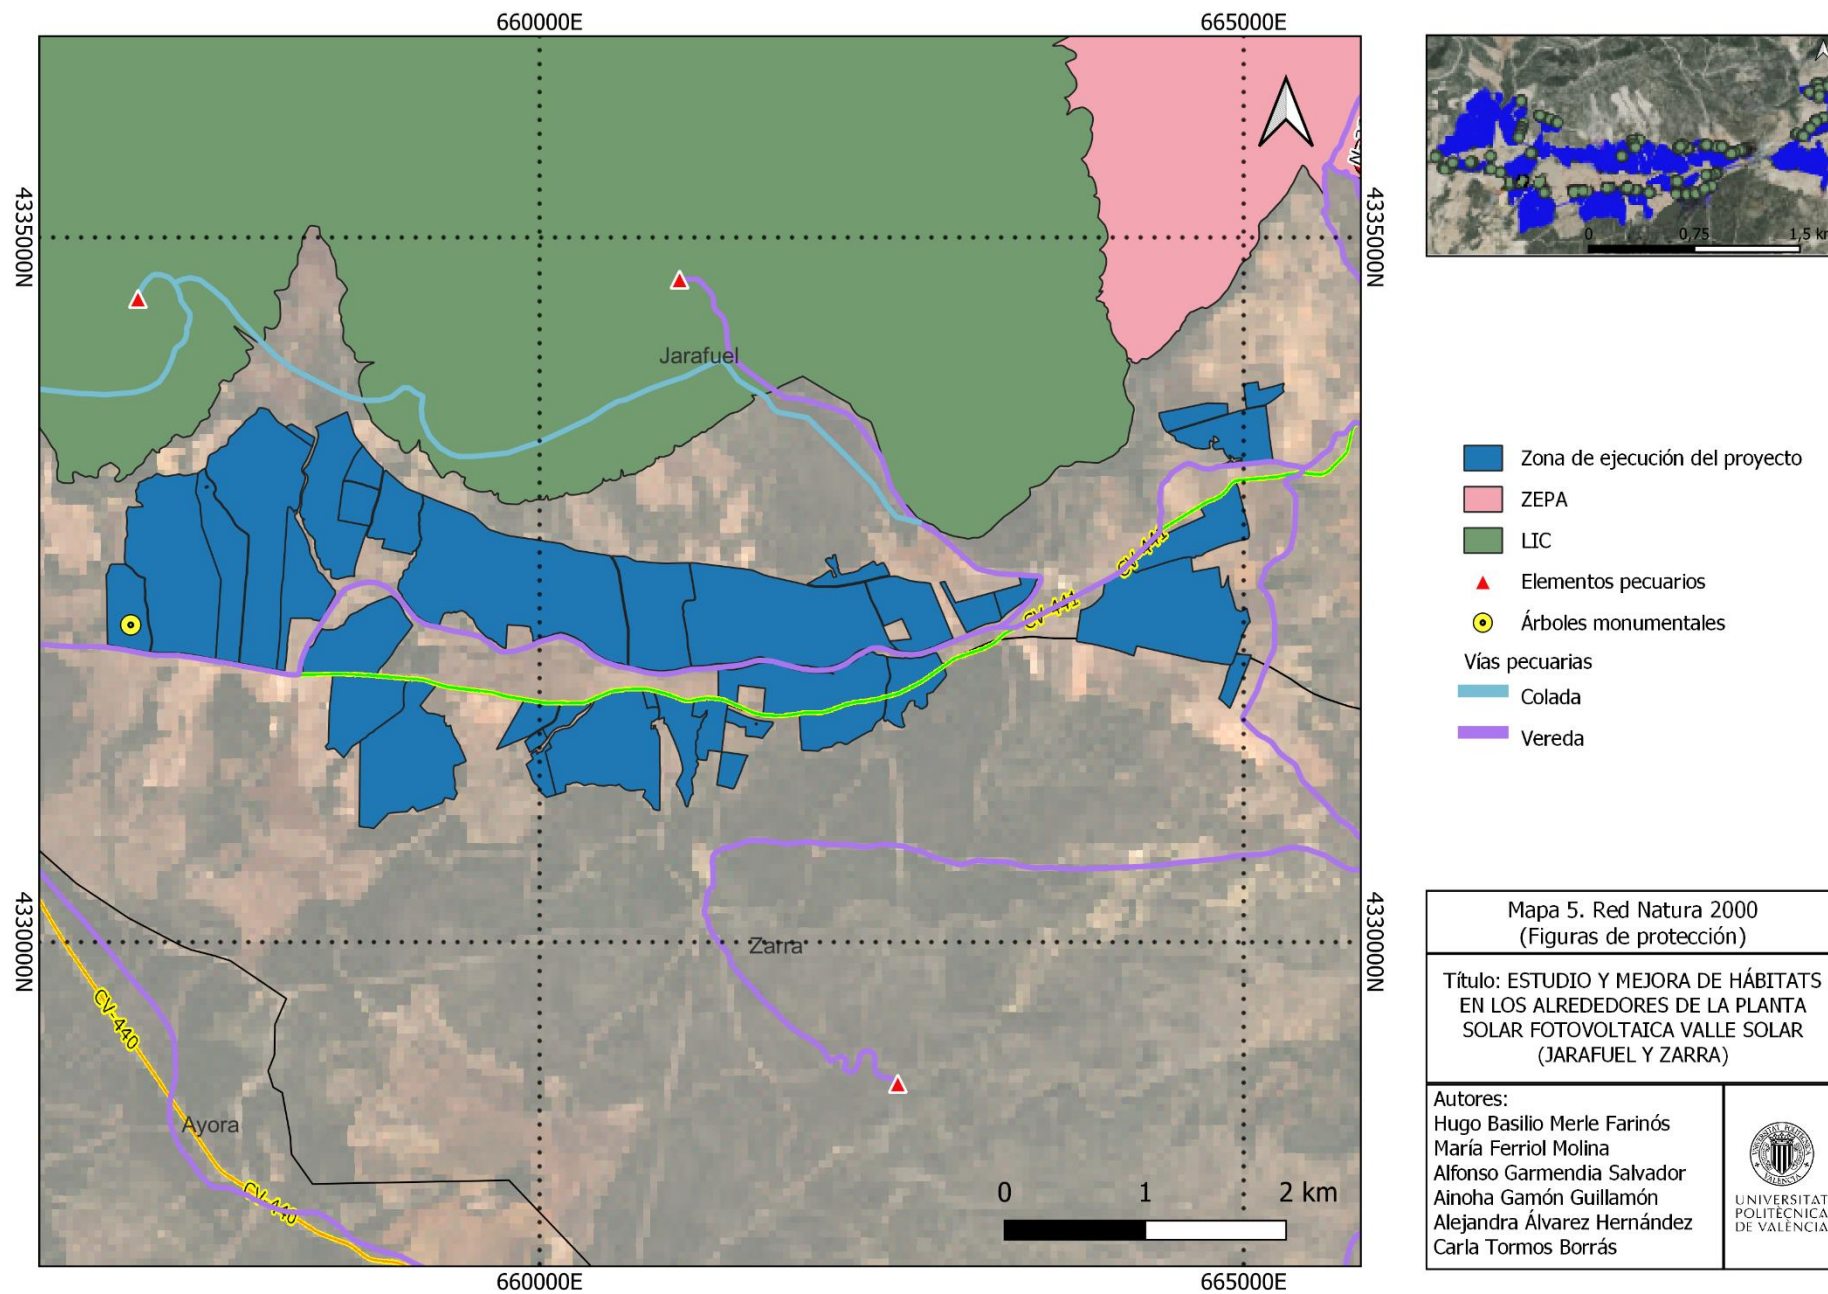 660000E
665000E
4335000N
4335000N
Jarafuel
CV-441
CV-441
4330000N
4330000N
Zarra
CV-440
Ayora
CV-440
0 1 2 km
660000E
665000E
0 0,75 1,5 km
Zona de ejecución del proyecto
ZEPA
LIC
Elementos pecuarios
Árboles monumentales
Vías pecuarias
Colada
Vereda
Mapa 5. Red Natura 2000
(Figuras de protección)
Título: ESTUDIO Y MEJORA DE HÁBITATS
EN LOS ALREDEDORES DE LA PLANTA
SOLAR FOTOVOLTAICA VALLE SOLAR
(JARAFUEL Y ZARRA)
Autores:
Hugo Basilio Merle Farinós
María Ferriol Molina
Alfonso Garmendia Salvador
Ainoha Gamón Guillamón
Alejandra Álvarez Hernández
Carla Tormos Borrás
UNIVERSITAT
POLITÈCNICA
DE VALÈNCIA